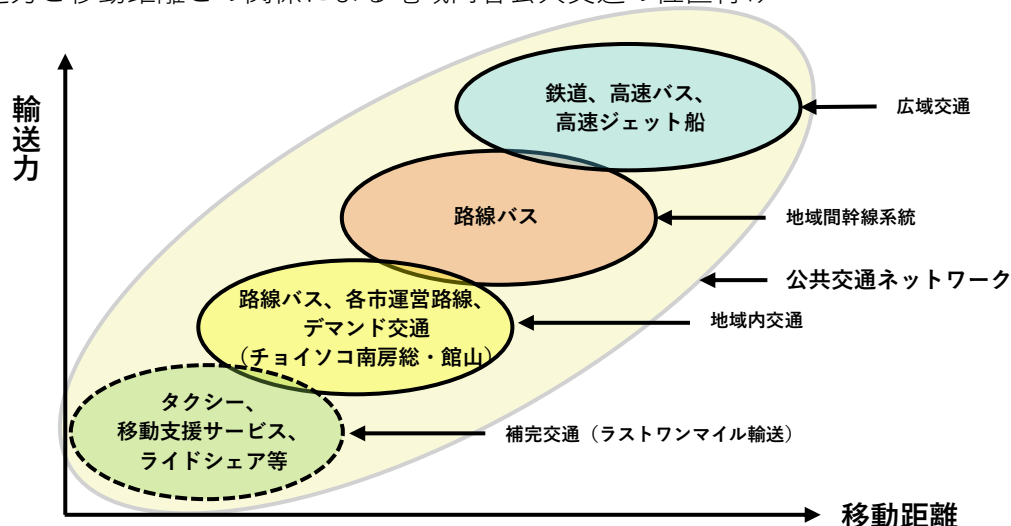 輸送力
鉄道、高速バス、
高速ジェット船
広域交通
路線バス
地域間幹線系統
公共交通ネットワーク
路線バス、各市運営路線、
デマンド交通
（チョイソコ南房総・館山）
地域内交通
タクシー、
移動支援サービス、
ライドシェア等
補完交通（ラストワンマイル輸送）
移動距離